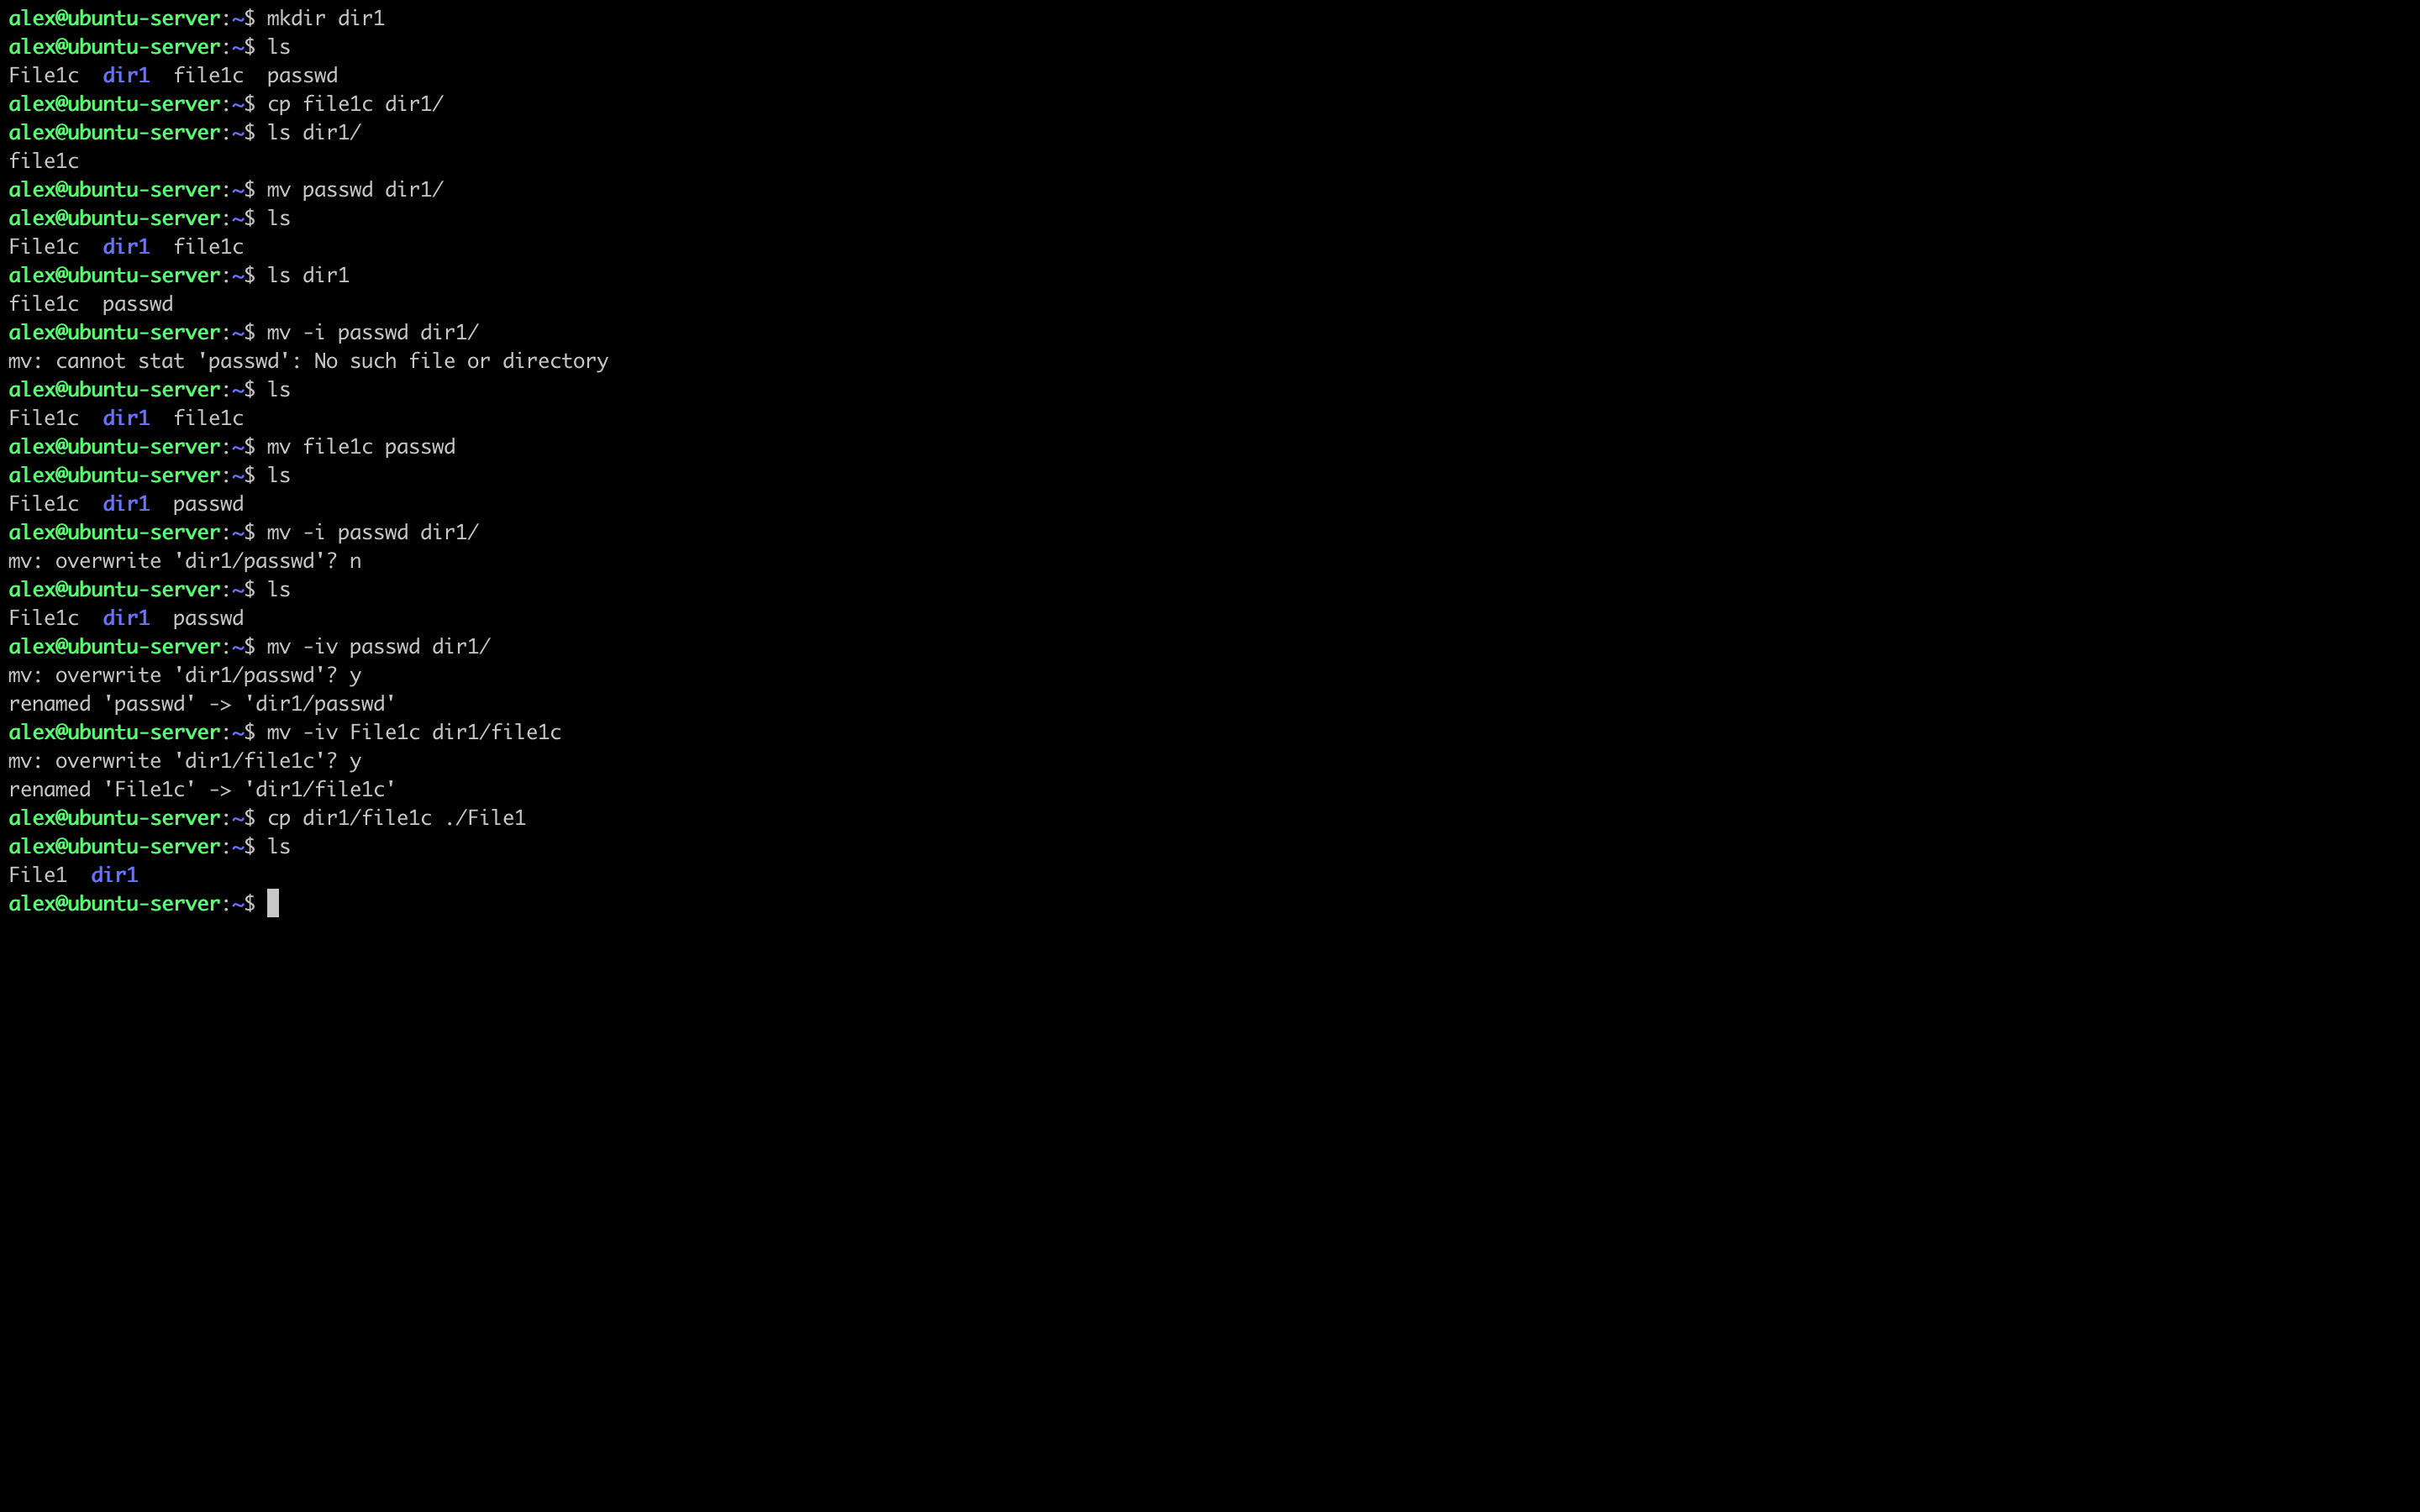 alex@ubuntu-server:~$ mkdir dir1
alex@ubuntu-server:~$ ls
File1c  dir1  file1c  passwd
alex@ubuntu-server:~$ cp file1c dir1/
alex@ubuntu-server:~$ ls dir1/
file1c
alex@ubuntu-server:~$ mv passwd dir1/
alex@ubuntu-server:~$ ls
File1c  dir1  file1c
alex@ubuntu-server:~$ ls dir1
file1c  passwd
alex@ubuntu-server:~$ mv -i passwd dir1/
mv: cannot stat 'passwd': No such file or directory
alex@ubuntu-server:~$ ls
File1c  dir1  file1c
alex@ubuntu-server:~$ mv file1c passwd
alex@ubuntu-server:~$ ls
File1c  dir1  passwd
alex@ubuntu-server:~$ mv -i passwd dir1/
mv: overwrite 'dir1/passwd'? n
alex@ubuntu-server:~$ ls
File1c  dir1  passwd
alex@ubuntu-server:~$ mv -iv passwd dir1/
mv: overwrite 'dir1/passwd'? y
renamed 'passwd' -> 'dir1/passwd'
alex@ubuntu-server:~$ mv -iv File1c dir1/file1c
mv: overwrite 'dir1/file1c'? y
renamed 'File1c' -> 'dir1/file1c'
alex@ubuntu-server:~$ cp dir1/file1c ./File1
alex@ubuntu-server:~$ ls
File1  dir1
alex@ubuntu-server:~$